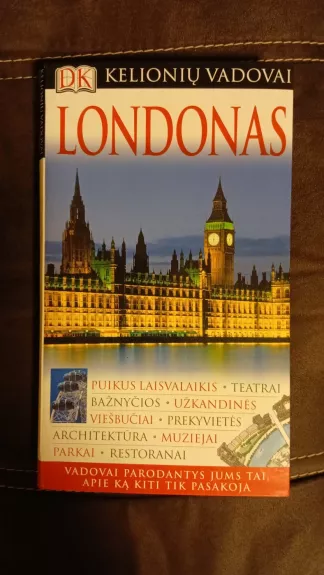 DK KELIONIŲ VADOVAI
LONDONAS
PUIKUS LAISVALAIKIS • TEATRAI
BAŽNYČIOS • UŽKANDINĖS
VIEŠBUČIAI • PREKYVIETĖS
ARCHITEKTŪRA • MUZIEJAI
PARKAI • RESTORANAI
VADOVAI PARODANTYS JUMS TAI,
APIE KĄ KITI TIK PASAKOJA